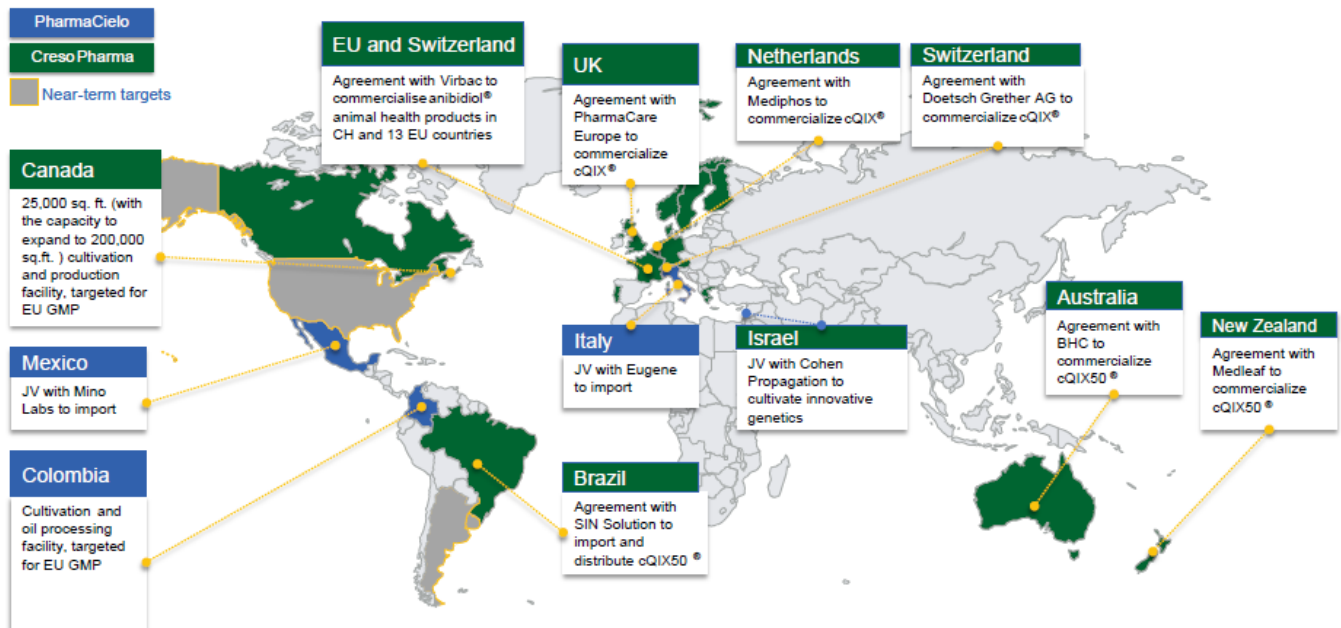 PharmaCielo
Creso Pharma
Near-term targets
EU and Switzerland
Agreement with Virbac to
commercialise anibidiol®
animal health products in
CH and 13 EU countries
UK
Agreement with
PharmaCare
Europe to
commercialize
cQIX®
Netherlands
Agreement with
Mediphos to
commercialize cQIX®
Switzerland
Agreement with
Doetsch Grether AG to
commercialize cQIX®
Canada
25,000 sq. ft. (with
the capacity to
expand to 200,000
sq.ft. ) cultivation
and production
facility, targeted for
EU GMP
Mexico
JV with Mino
Labs to import
Colombia
Cultivation and
oil processing
facility, targeted
for EU GMP
Italy
JV with Eugene
to import
Israel
JV with Cohen
Propagation to
cultivate innovative
genetics
Brazil
Agreement with
SIN Solution to
import and
distribute cQIX50 ®
Australia
Agreement with
BHC to
commercialize
cQIX50 ®
New Zealand
Agreement with
Medleaf to
commercialize
cQIX50 ®